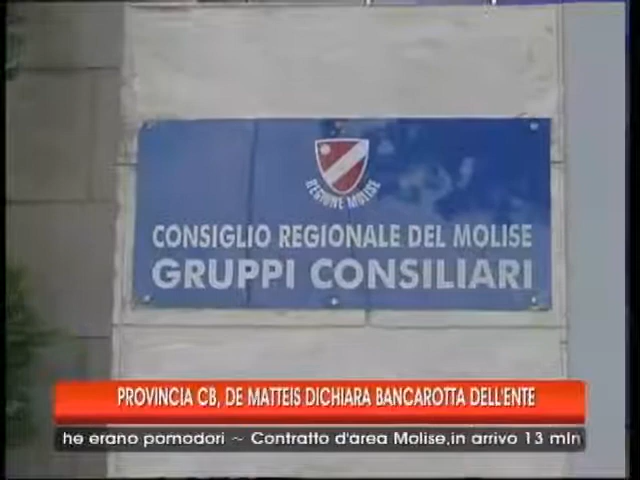 REGIONE MOLISE
CONSIGLIO REGIONALE DEL MOLISE
GRUPPI CONSILIARI
PROVINCIA CB, DE MATTEIS DICHIARA BANCAROTTA DELL'ENTE
he erano pomodori ~ Contratto d'area Molise,in arrivo 13 mln